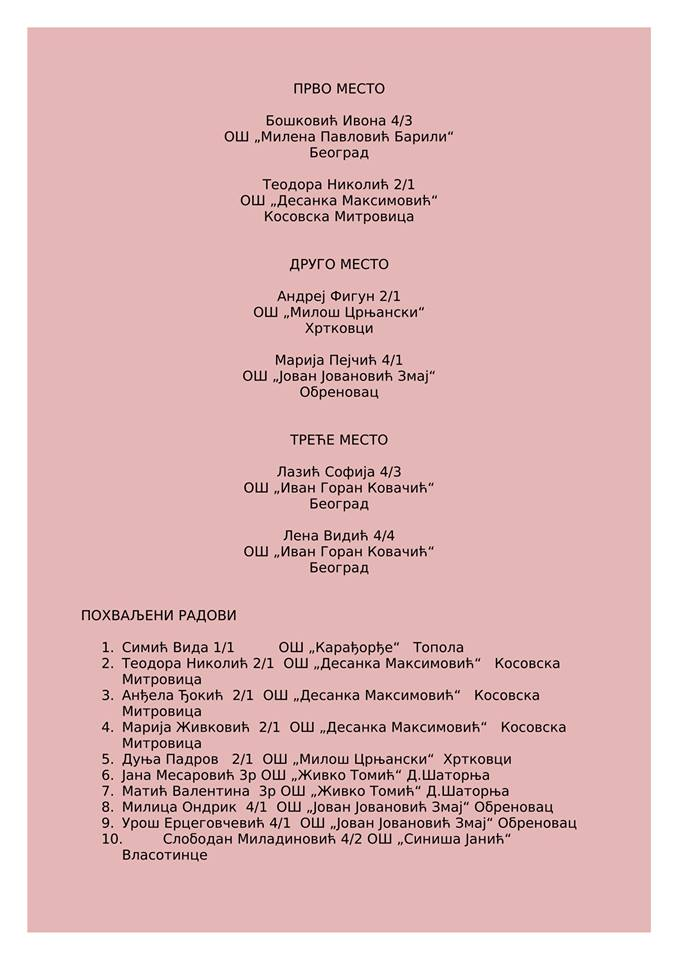 ПРВО МЕСТО
Бошковић Ивона 4/3
ОШ „Милена Павловић Барили“
Београд
Теодора Николић 2/1
ОШ „Десанка Максимовић“
Косовска Митровица
ДРУГО МЕСТО
Андреј Фигун 2/1
ОШ „Милош Црњански“
Хртковци
Марија Пејчић 4/1
ОШ „Јован Јовановић Змај“
Обреновац
ТРЕЋЕ МЕСТО
Лазић Софија 4/3
ОШ „Иван Горан Ковачић“
Београд
Лена Видић 4/4
ОШ „Иван Горан Ковачић“
Београд
ПОХВАЉЕНИ РАДОВИ
1. Симић Вида 1/1 ОШ „Карађорђе“ Топола
2. Теодора Николић 2/1 ОШ „Десанка Максимовић“ Косовска
Митровица
3. Анђела Ђокић 2/1 ОШ „Десанка Максимовић“ Косовска
Митровица
4. Марија Живковић 2/1 ОШ „Десанка Максимовић“ Косовска
Митровица
5. Дуња Падров 2/1 ОШ „Милош Црњански“ Хртковци
6. Јана Месаровић 3р ОШ „Живко Томић“ Д.Шаторња
7. Матић Валентина 3р ОШ „Живко Томић“ Д.Шаторња
8. Милица Ондрик 4/1 ОШ „Јован Јовановић Змај“ Обреновац
9. Урош Ерцеговчевић 4/1 ОШ „Јован Јовановић Змај“ Обреновац
10. Слободан Миладиновић 4/2 ОШ „Синиша Јанић“
Власотинце